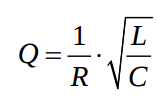 Q = 1/R · √(L/C)